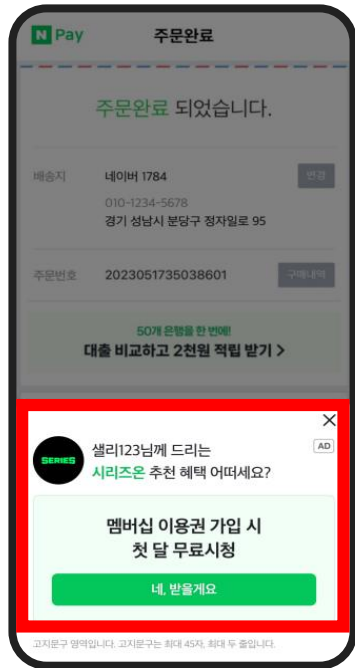 N Pay
주문완료
주문완료 되었습니다.
배송지
네이버 1784
변경
010-1234-5678
경기 성남시 분당구 정자일로 95
주문번호
2023051735038601
구매내역
50개 은행을 한 번에!
대출 비교하고 2천원 적립 받기 >
AD
SERIES
샐리123님께 드리는
시리즈온 추천 혜택 어떠세요?
멤버십 이용권 가입 시
첫 달 무료시청
네, 받을게요
고지문구 영역입니다. 고지문구는 최대 45자, 최대 두 줄입니다.